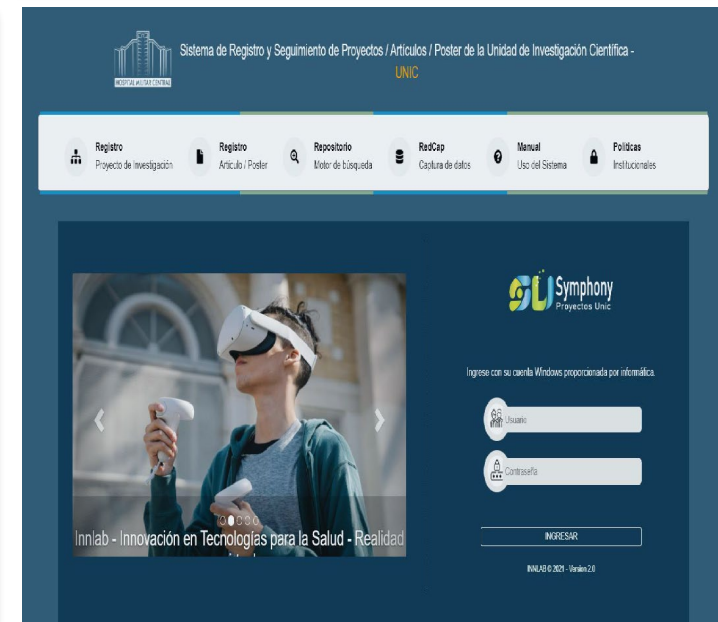 HOSPITAL MILITAR CENTRAL
Sistema de Registro y Seguimiento de Proyectos / Artículos / Poster de la Unidad de Investigación Científica -
UNIC
Registro
Proyecto de Investigación
Registro
Artículo / Poster
Repositorio
Motor de búsqueda
RedCap
Captura de datos
Manual
Uso del Sistema
Políticas
Institucionales
Symphony
Proyectos Unic
Ingrese con su cuenta Windows proporcionada por informática.
Usuario
Contraseña
INGRESAR
INNLAB © 2021 - Version 2.0
Innlab - Innovación en Tecnologías para la Salud - Realidad